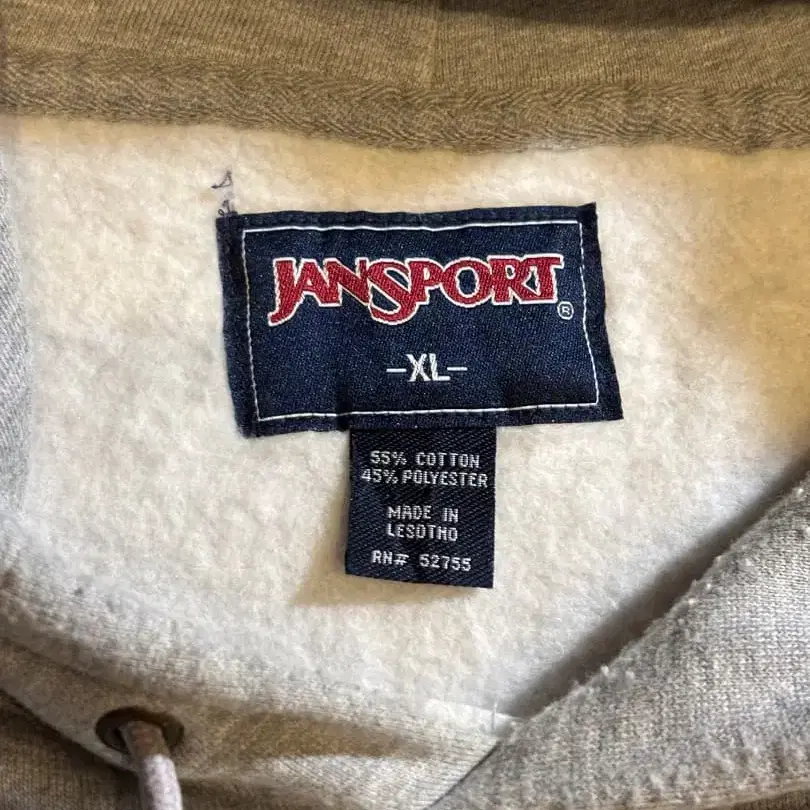 JANSPORT
®
-XL-
55% COTTON
45% POLYESTER
MADE IN
LESOTHO
RN# 52755